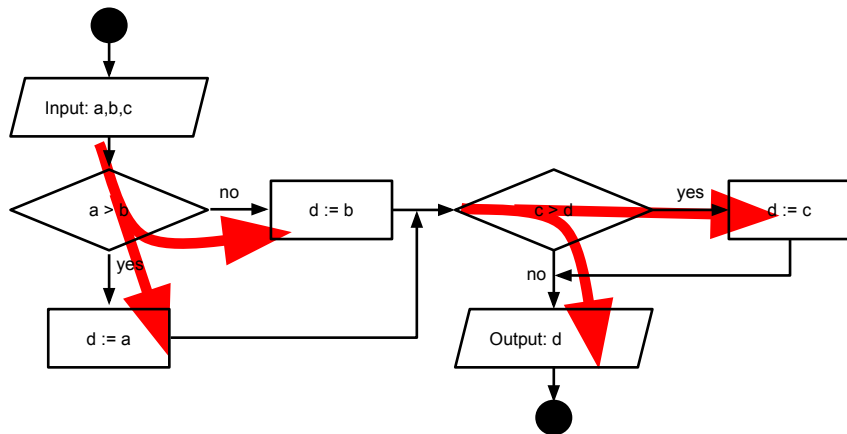 Input: a,b,c
a > b
no
d := b
c > d
yes
d := c
yes
no
d := a
Output: d